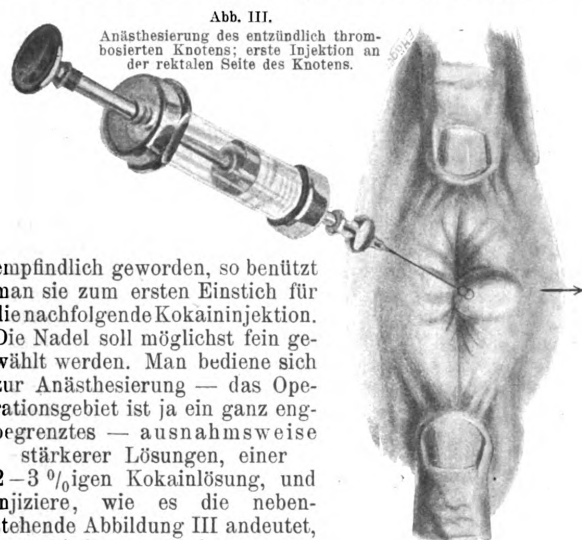 Abb. III.
Anästhesierung des entzündlich throm-
bosierten Knotens; erste Injektion an
der rektalen Seite des Knotens.
empfindlich geworden, so benützt
man sie zum ersten Einstich für
die nachfolgende Kokaininjektion.
Die Nadel soll möglichst fein ge-
wählt werden. Man bediene sich
zur Anästhesierung — das Ope-
rationsgebiet ist ja ein ganz eng-
begrenztes — ausnahmsweise
stärkerer Lösungen, einer
2–3 %igen Kokainlösung, und
injiziere, wie es die neben-
stehende Abbildung III andeutet,